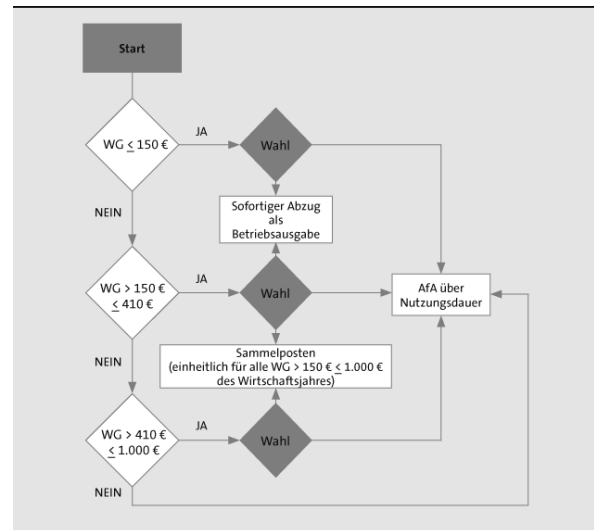 Start
WG ≤ 150 €
JA
Wahl
NEIN
Sofortiger Abzug
als
Betriebsausgabe
WG > 150 €
≤ 410 €
JA
Wahl
AfA über
Nutzungsdauer
NEIN
Sammelposten
(einheitlich für alle WG > 150 € ≤ 1.000 €
des Wirtschaftsjahres)
WG > 410 €
≤ 1.000 €
JA
Wahl
NEIN